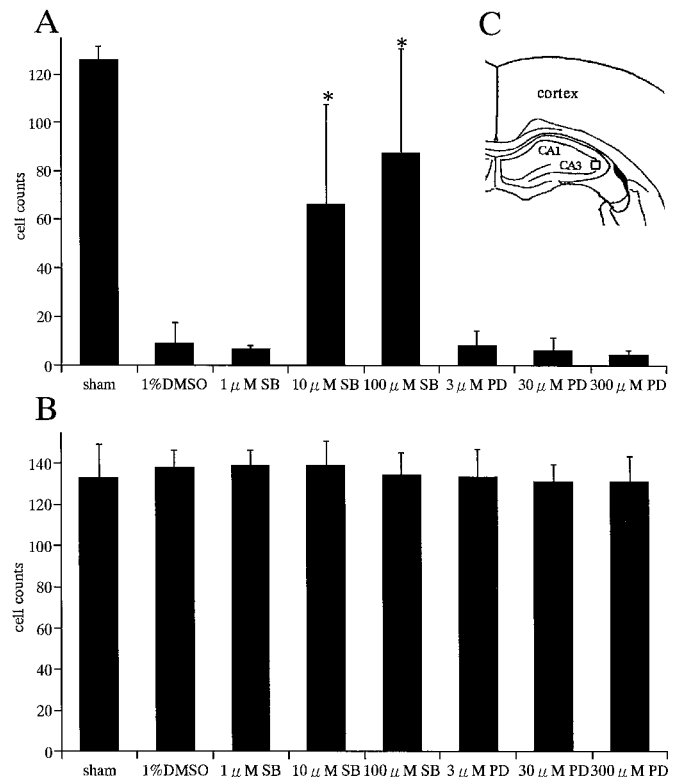 A
C
cell counts
120
100
80
60
40
20
0
*
*
cortex
CA1
CA3
sham 1%DMSO 1 μ M SB 10 μ M SB 100 μ M SB 3 μ M PD 30 μ M PD 300 μ M PD
B
cell counts
140
120
100
80
60
40
20
0
sham 1%DMSO 1 μ M SB 10 μ M SB 100 μ M SB 3 μ M PD 30 μ M PD 300 μ M PD